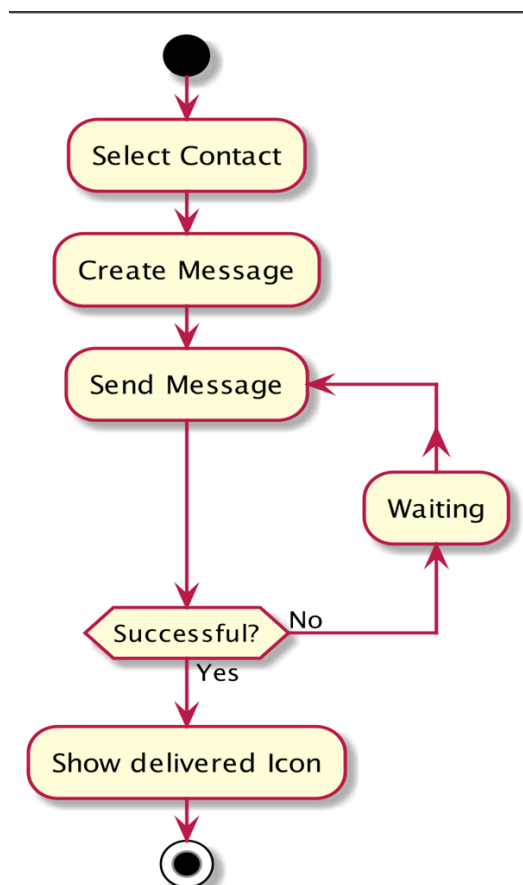 Select Contact
Create Message
Send Message
Waiting
Successful?
No
Yes
Show delivered Icon